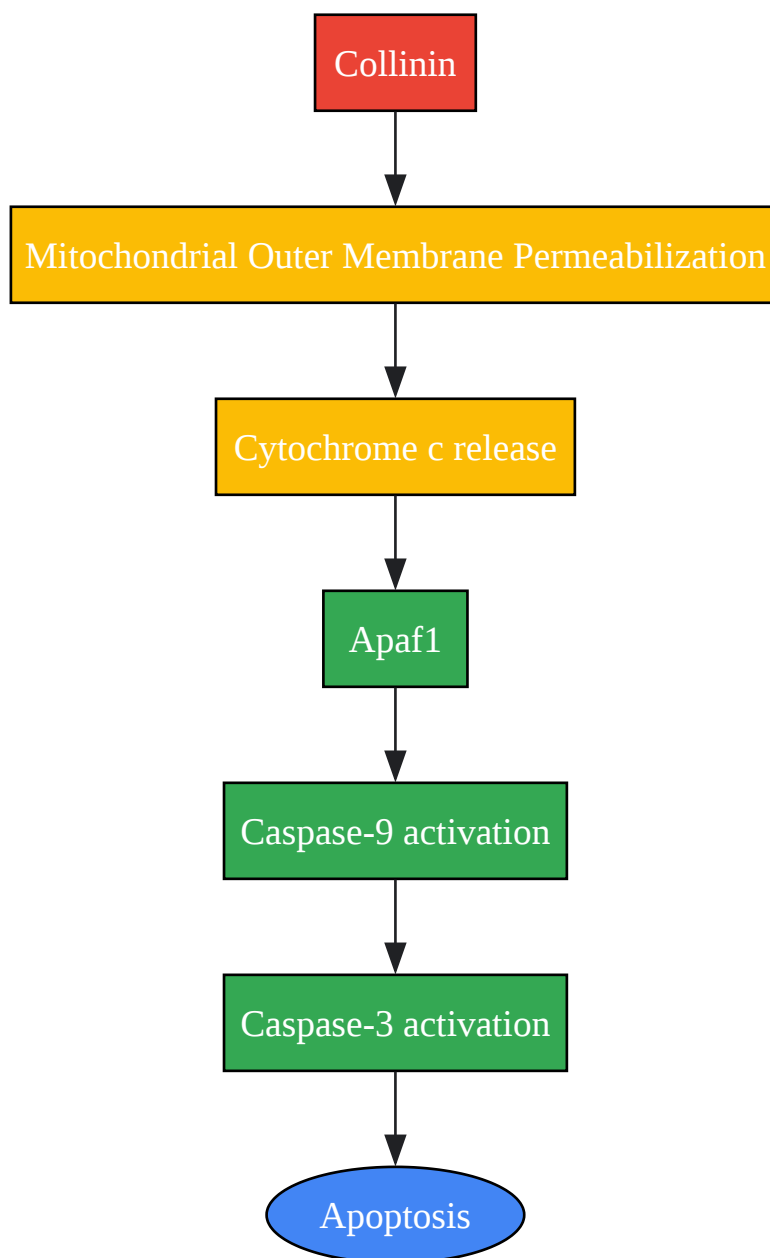 Collinin
Mitochondrial Outer Membrane Permeabilization
Cytochrome c release
Apaf1
Caspase-9 activation
Caspase-3 activation
Apoptosis